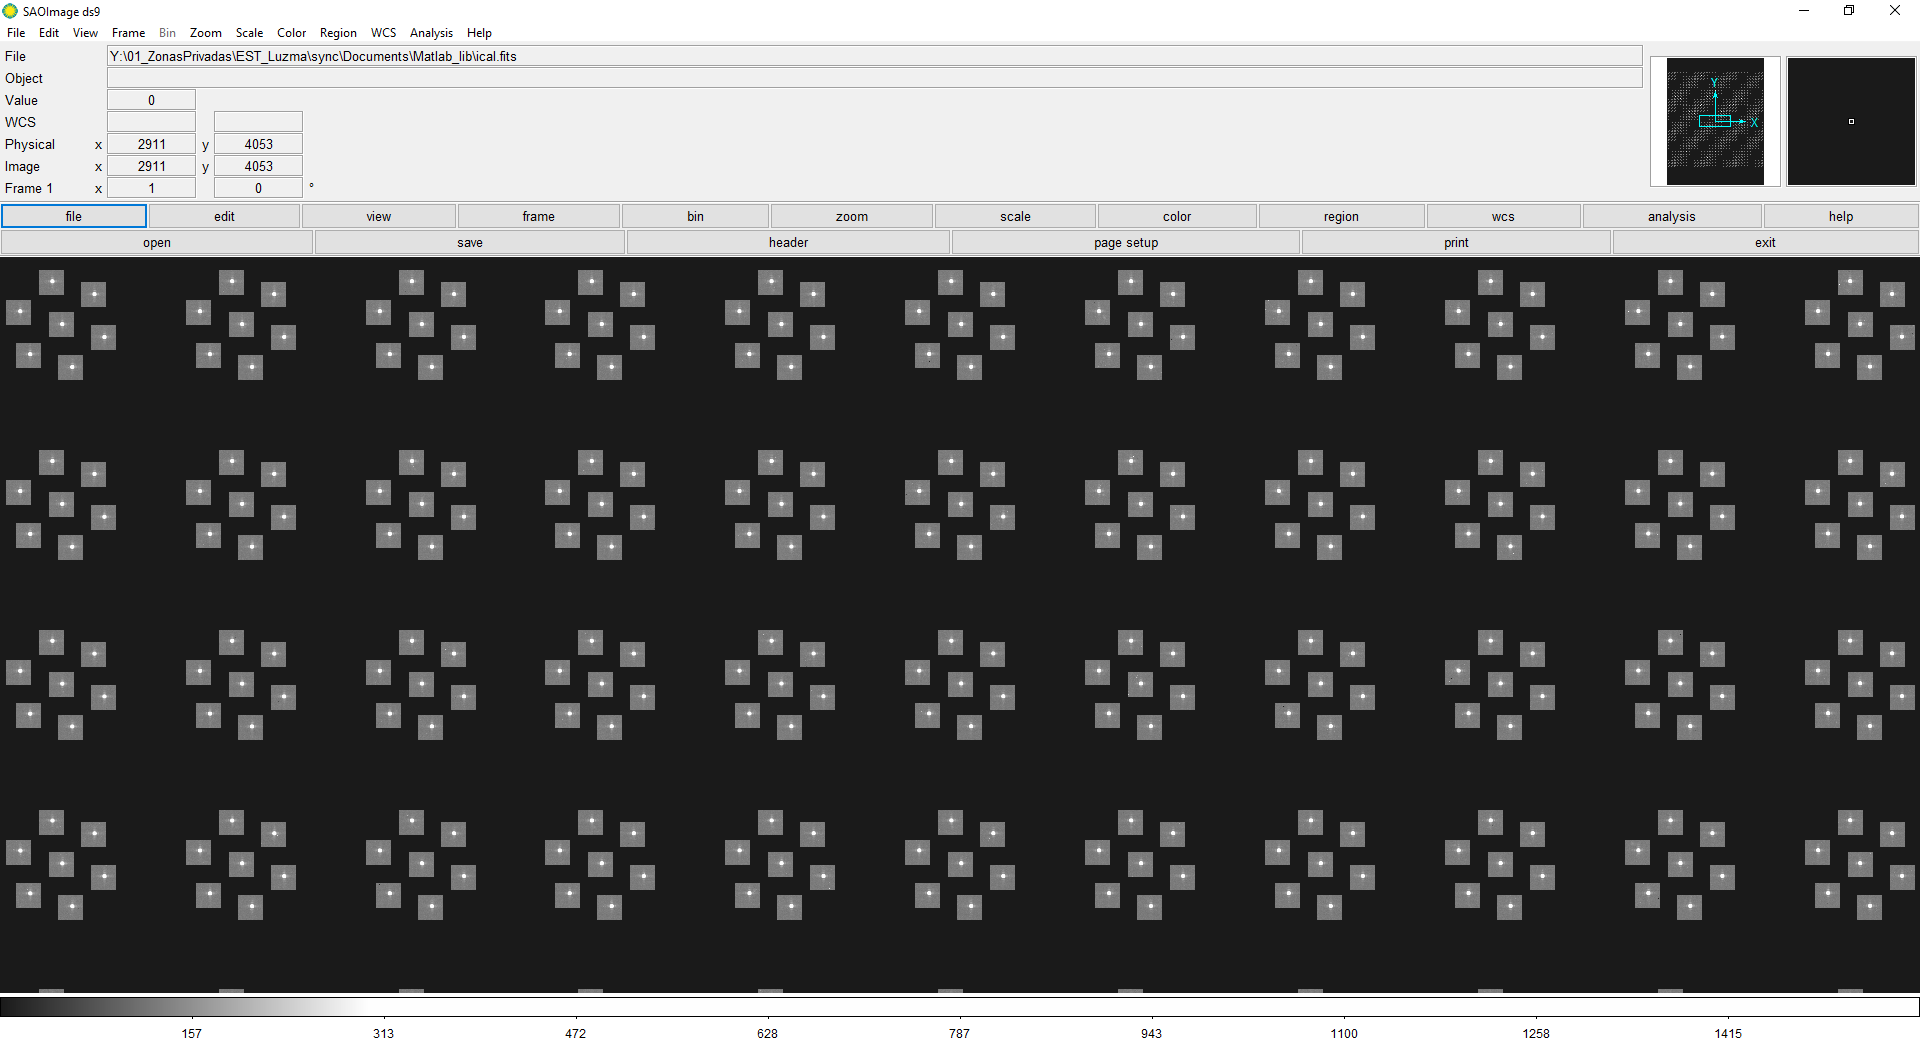 SAOImage ds9
File Edit View Frame Bin Zoom Scale Color Region WCS Analysis Help
File Y:\01_ZonasPrivadas\EST_Luzma\sync\Documents\Matlab_lib\ical.fits
Object
Value 0
WCS
Physical x 2911 y 4053
Image x 2911 y 4053
Frame 1 x 1 0 °
Y
X
file edit view frame bin zoom scale color region wcs analysis help
open save header page setup print exit
157 313 472 628 787 943 1100 1258 1415